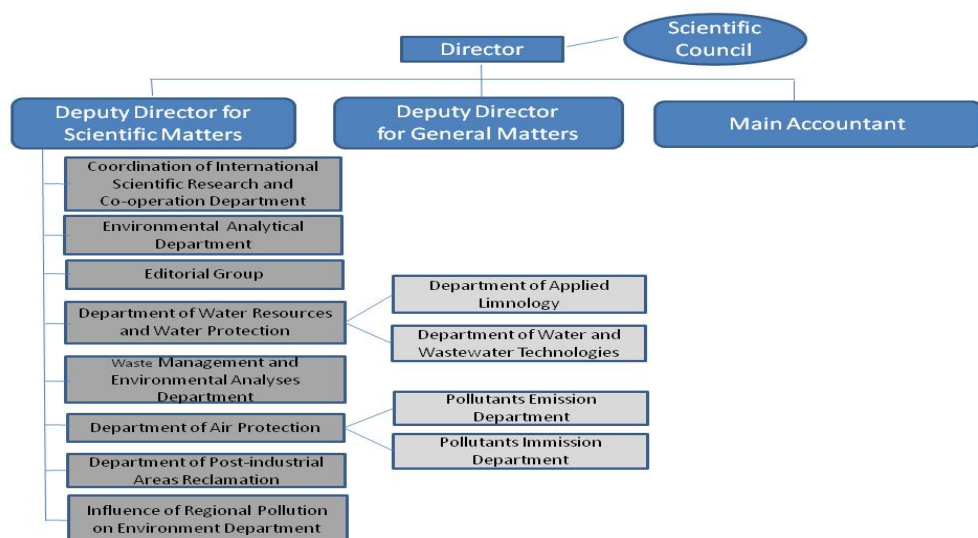 Director
Scientific
Council
Deputy Director for
Scientific Matters
Deputy Director
for General Matters
Main Accountant
Coordination of International
Scientific Research and
Co-operation Department
Environmental Analytical
Department
Editorial Group
Department of Water Resources
and Water Protection
Department of Applied
Limnology
Department of Water and
Wastewater Technologies
Waste Management and
Environmental Analyses
Department
Department of Air Protection
Pollutants Emission
Department
Pollutants Immission
Department
Department of Post-industrial
Areas Reclamation
Influence of Regional Pollution
on Environment Department